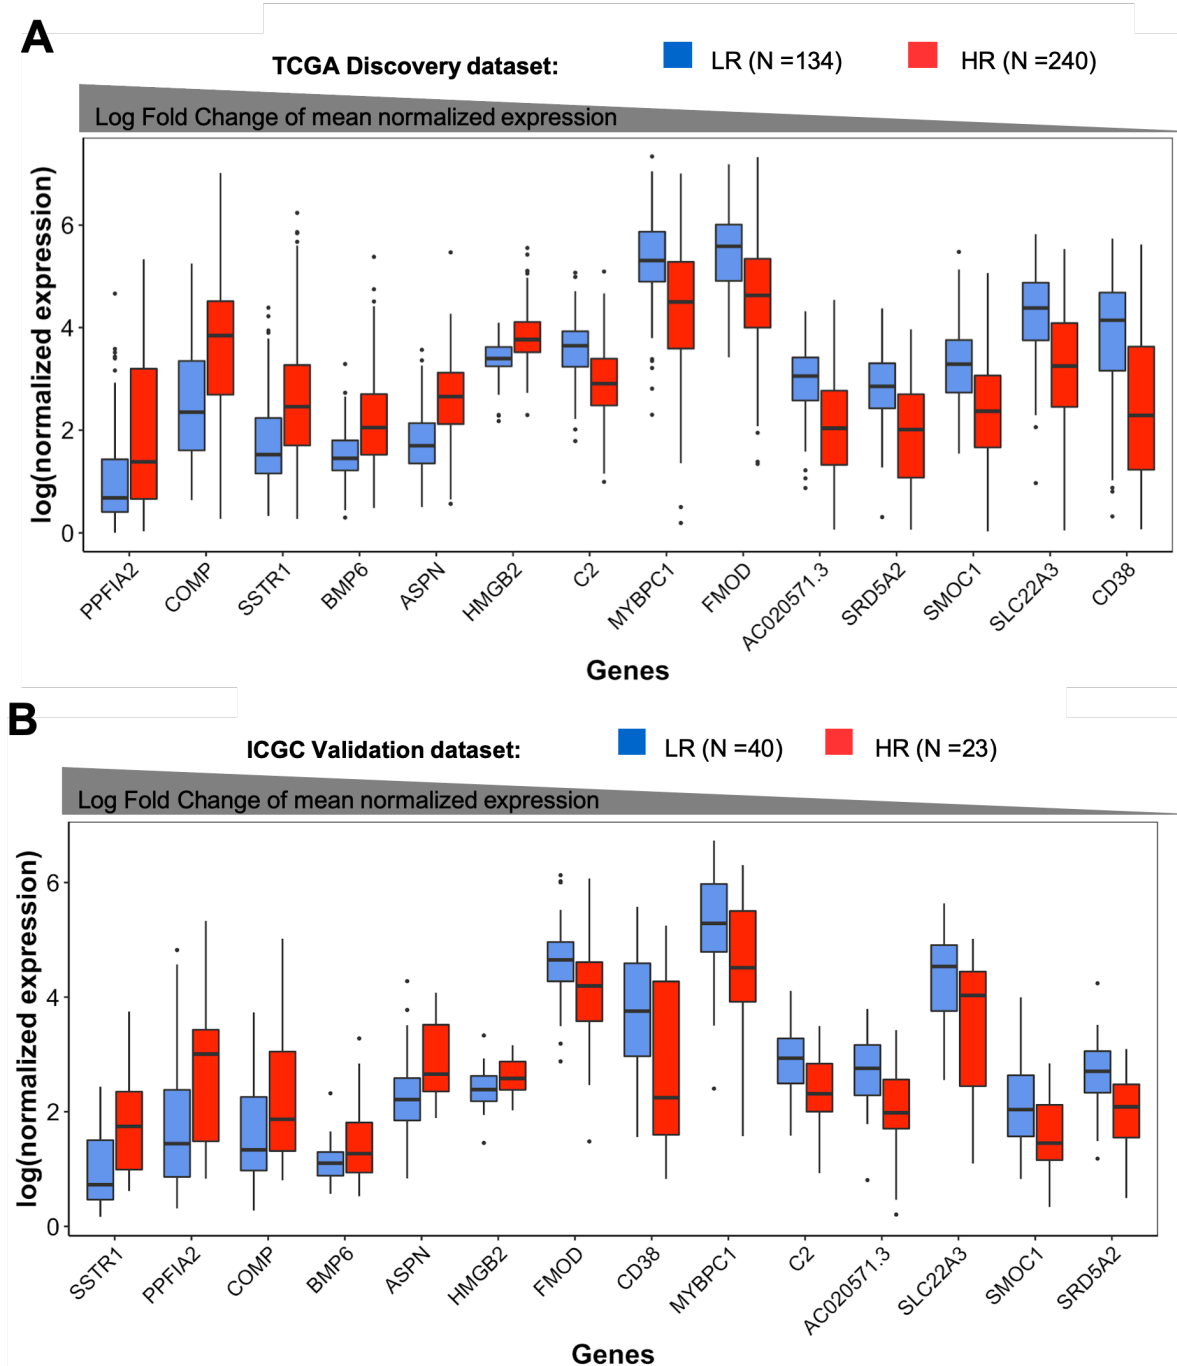 A
TCGA Discovery dataset: LR (N =134) HR (N =240)
Log Fold Change of mean normalized expression
log(normalized expression)
6
4
2
0
PPFIA2 COMP SSTR1 BMP6 ASPN HMGB2 C2 MYBPC1 FMOD AC020571.3 SRD5A2 SMOC1 SLC22A3 CD38
Genes
B
ICGC Validation dataset: LR (N =40) HR (N =23)
Log Fold Change of mean normalized expression
log(normalized expression)
6
4
2
0
SSTR1 PPFIA2 COMP BMP6 ASPN HMGB2 FMOD CD38 MYBPC1 C2 AC020571.3 SLC22A3 SMOC1 SRD5A2
Genes